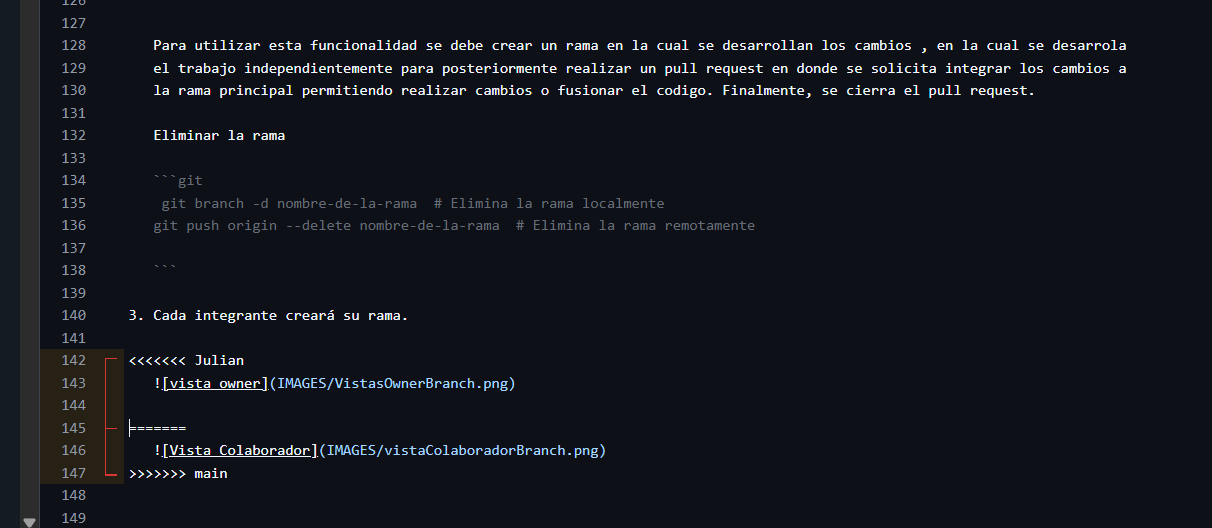 126
127
128 Para utilizar esta funcionalidad se debe crear un rama en la cual se desarrollan los cambios , en la cual se desarrola
129 el trabajo independientemente para posteriormente realizar un pull request en donde se solicita integrar los cambios a
130 la rama principal permitiendo realizar cambios o fusionar el codigo. Finalmente, se cierra el pull request.
131
132 Eliminar la rama
133
134 ```git
135 git branch -d nombre-de-la-rama  # Elimina la rama localmente
136 git push origin --delete nombre-de-la-rama  # Elimina la rama remotamente
137
138 ```
139
140 3. Cada integrante creará su rama.
141
142 <<<<<<< Julian
143 ![vista owner](IMAGES/VistasOwnerBranch.png)
144
145 =======
146 ![Vista Colaborador](IMAGES/vistaColaboradorBranch.png)
147 >>>>>>> main
148
149